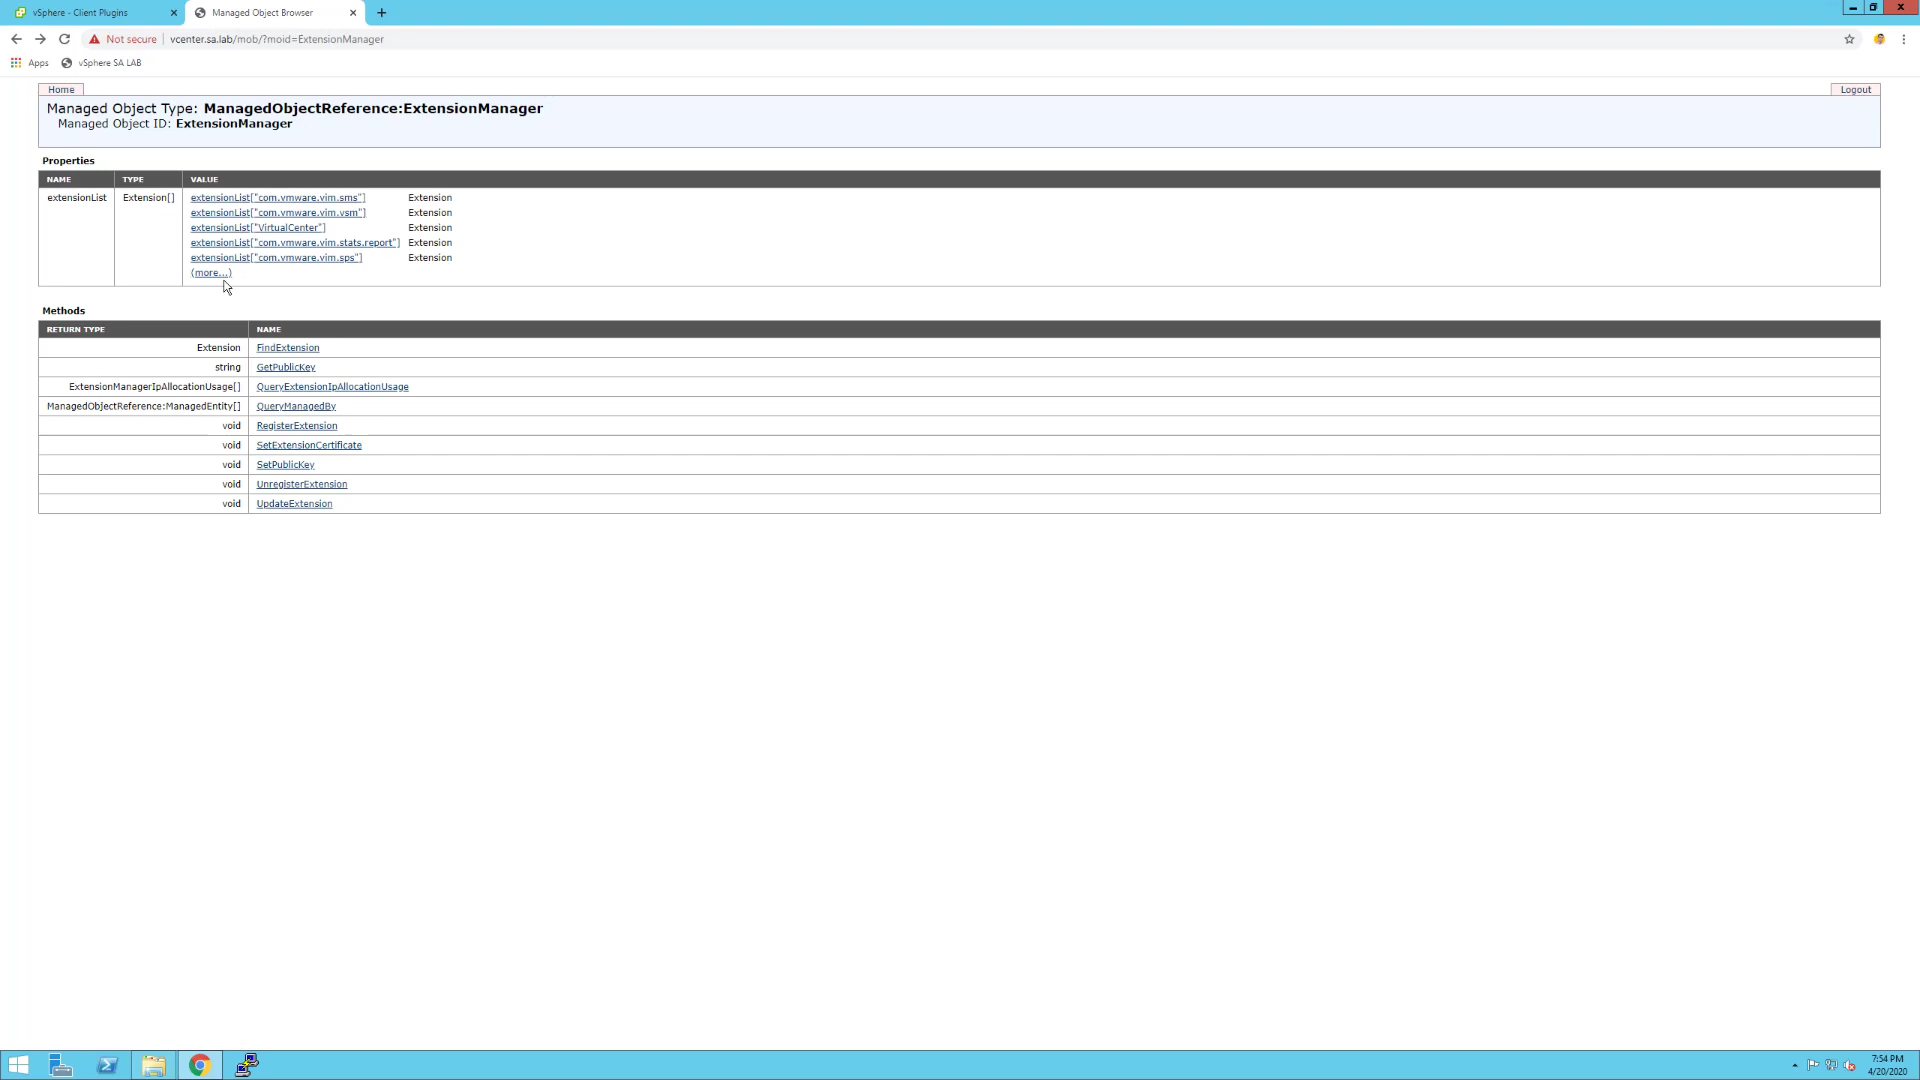 vSphere - Client Plugins
Managed Object Browser
Not secure vcenter.sa.lab/mob/?moid=ExtensionManager
Apps vSphere SA LAB
Home Logout
Managed Object Type: ManagedObjectReference:ExtensionManager
Managed Object ID: ExtensionManager
Properties
NAME TYPE VALUE
extensionList Extension[] extensionList["com.vmware.vim.sms"] Extension
extensionList["com.vmware.vim.vsm"] Extension
extensionList["VirtualCenter"] Extension
extensionList["com.vmware.vim.stats.report"] Extension
extensionList["com.vmware.vim.sps"] Extension
(more...)
Methods
RETURN TYPE NAME
Extension FindExtension
string GetPublicKey
ExtensionManagerIpAllocationUsage[] QueryExtensionIpAllocationUsage
ManagedObjectReference:ManagedEntity[] QueryManagedBy
void RegisterExtension
void SetExtensionCertificate
void SetPublicKey
void UnregisterExtension
void UpdateExtension
7:54 PM
4/20/2020